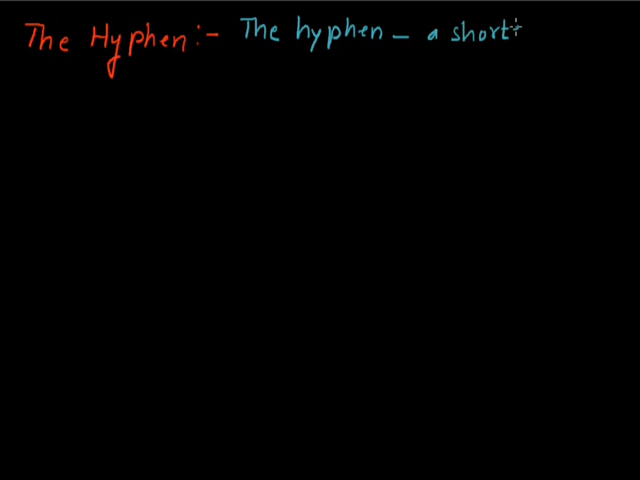 The Hyphen :- The hyphen – a short